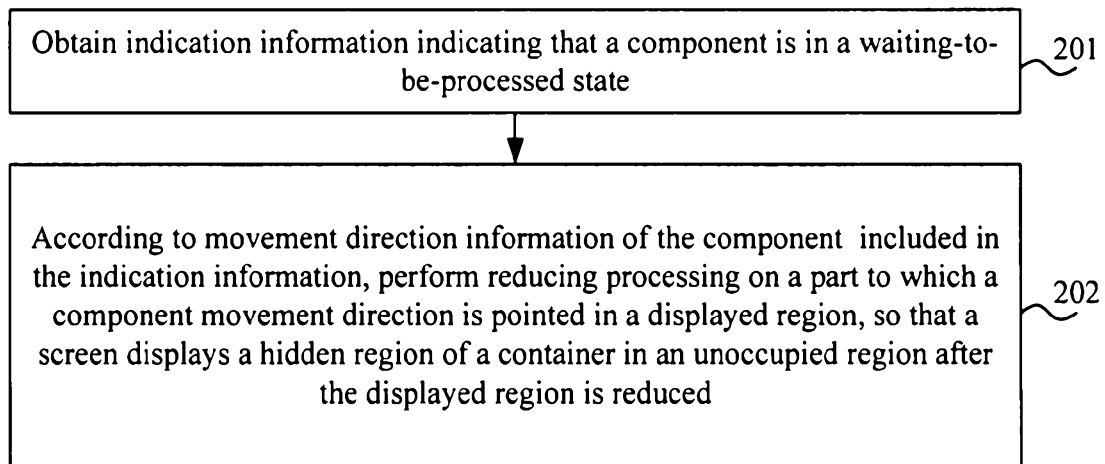 Obtain indication information indicating that a component is in a waiting-to-
be-processed state
201
According to movement direction information of the component included in
the indication information, perform reducing processing on a part to which a
component movement direction is pointed in a displayed region, so that a
screen displays a hidden region of a container in an unoccupied region after
the displayed region is reduced
202